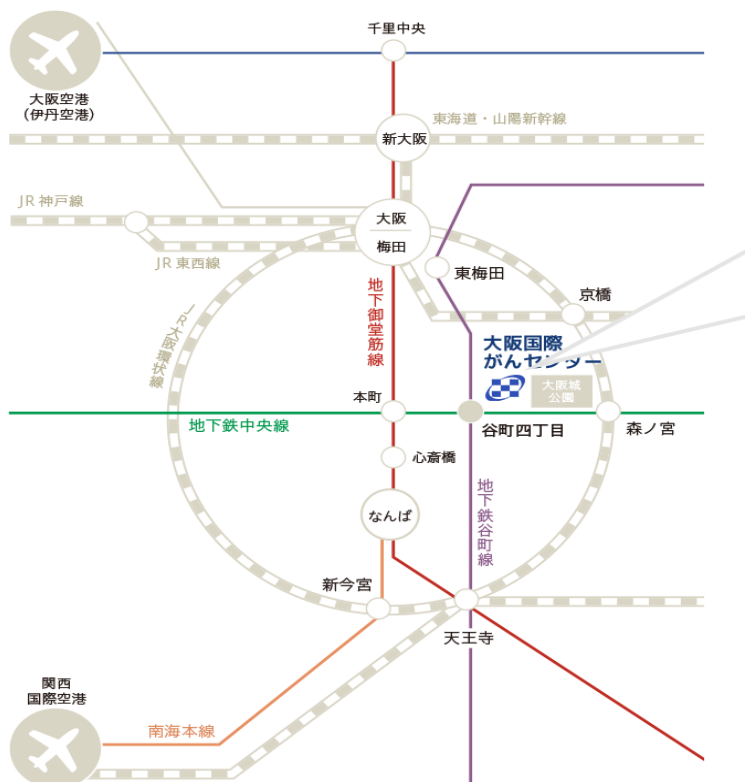 千里中央
大阪空港
(伊丹空港)
東海道・山陽新幹線
新大阪
JR 神戸線
大阪
梅田
JR 東西線
東梅田
地下御堂筋線
京橋
JR大阪環状線
大阪国際
がんセンター
大阪城
公園
本町
地下鉄中央線
谷町四丁目
森ノ宮
心斎橋
地下鉄谷町線
なんば
新今宮
天王寺
関西
国際空港
南海本線